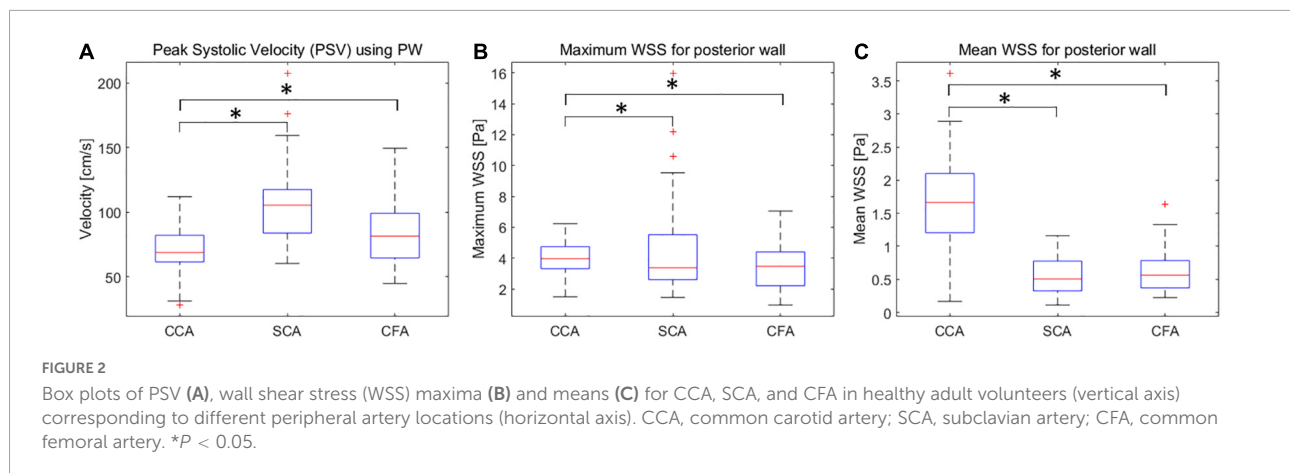 A
Peak Systolic Velocity (PSV) using PW
Velocity [cm/s]
200
150
100
50
*
*
CCA
SCA
CFA
B
Maximum WSS for posterior wall
Maximum WSS [Pa]
16
14
12
10
8
6
4
2
*
*
CCA
SCA
CFA
C
Mean WSS for posterior wall
Mean WSS [Pa]
3.5
3
2.5
2
1.5
1
0.5
0
*
*
CCA
SCA
CFA
FIGURE 2
Box plots of PSV (A), wall shear stress (WSS) maxima (B) and means (C) for CCA, SCA, and CFA in healthy adult volunteers (vertical axis)
corresponding to different peripheral artery locations (horizontal axis). CCA, common carotid artery; SCA, subclavian artery; CFA, common
femoral artery. *P < 0.05.